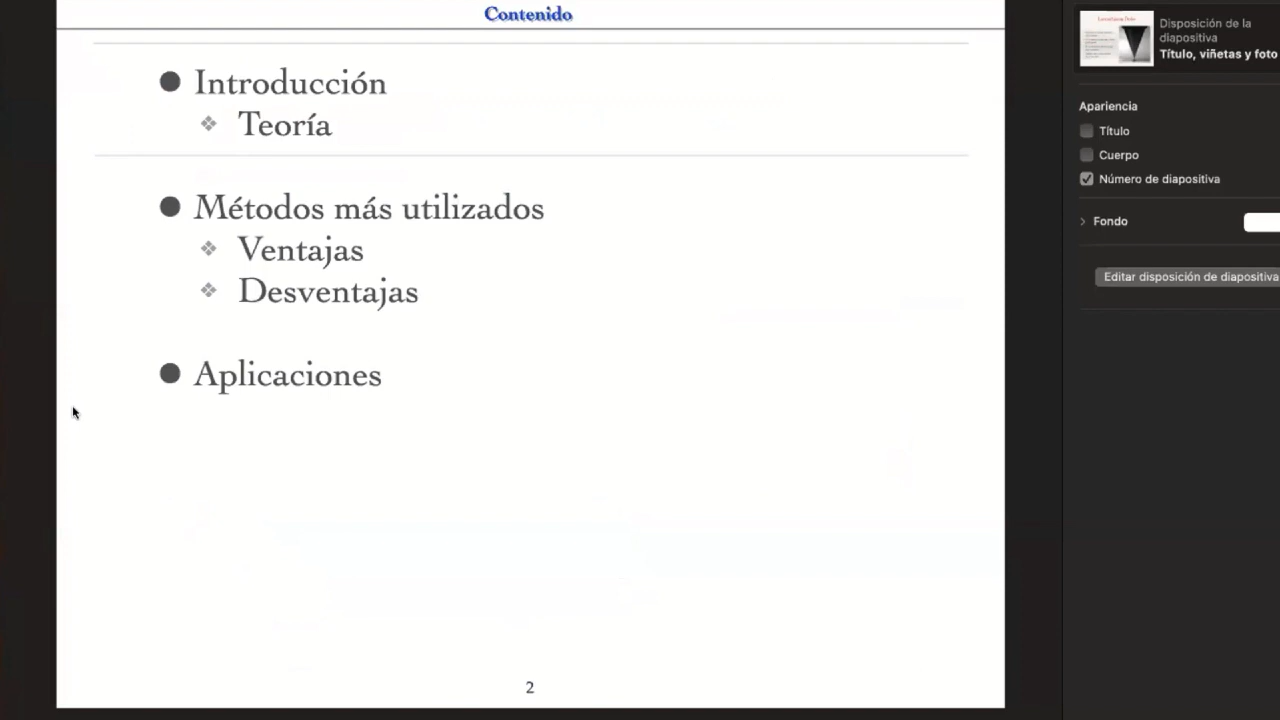 Contenido
Introducción
Teoría
Métodos más utilizados
Ventajas
Desventajas
Aplicaciones
2
Disposición de la
diapositiva
Título, viñetas y foto
Apariencia
Título
Cuerpo
Número de diapositiva
Fondo
Editar disposición de diapositiva